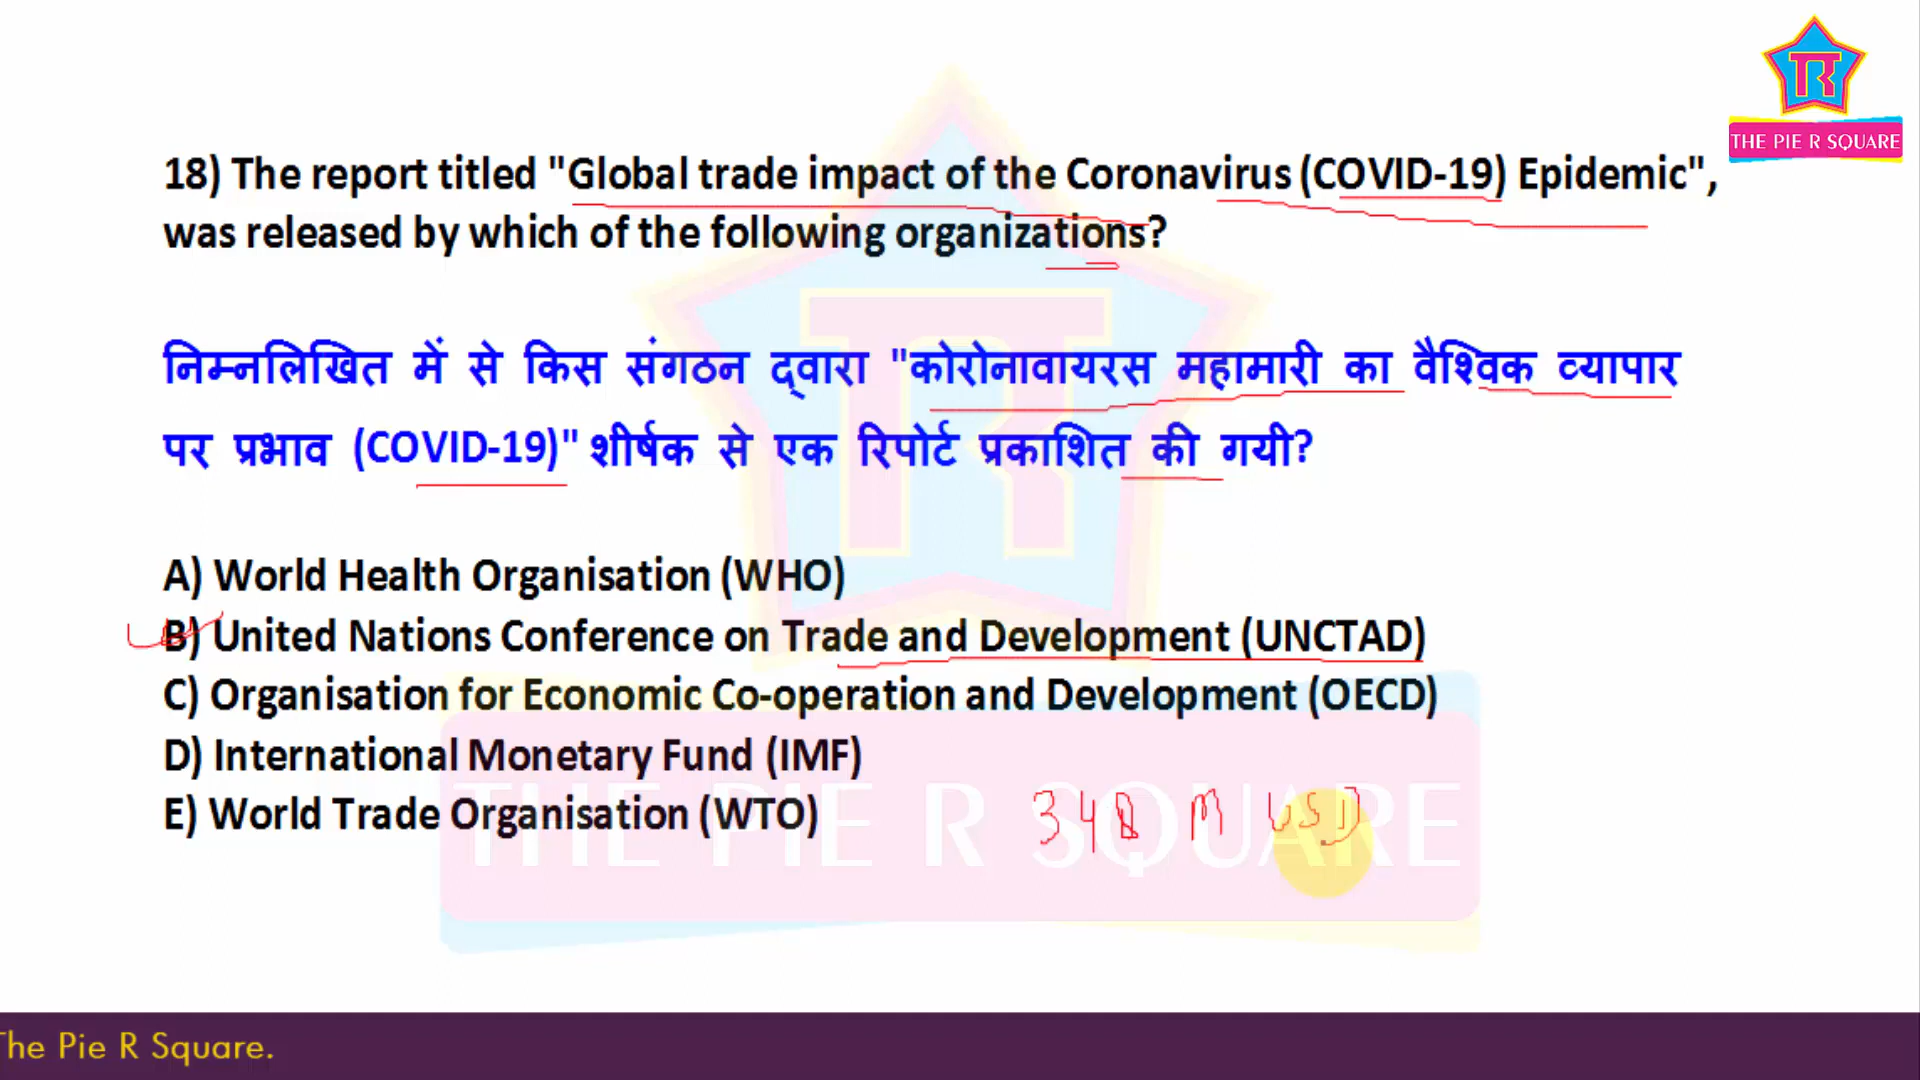 THE PIE R SQUARE
18) The report titled "Global trade impact of the Coronavirus (COVID-19) Epidemic",
was released by which of the following organizations?
निम्नलिखित में से किस संगठन द्वारा "कोरोनावायरस महामारी का वैश्विक व्यापार
पर प्रभाव (COVID-19)" शीर्षक से एक रिपोर्ट प्रकाशित की गयी?
A) World Health Organisation (WHO)
B) United Nations Conference on Trade and Development (UNCTAD)
C) Organisation for Economic Co-operation and Development (OECD)
D) International Monetary Fund (IMF)
E) World Trade Organisation (WTO)
M USD
THE PIE R SQUARE
The Pie R Square.